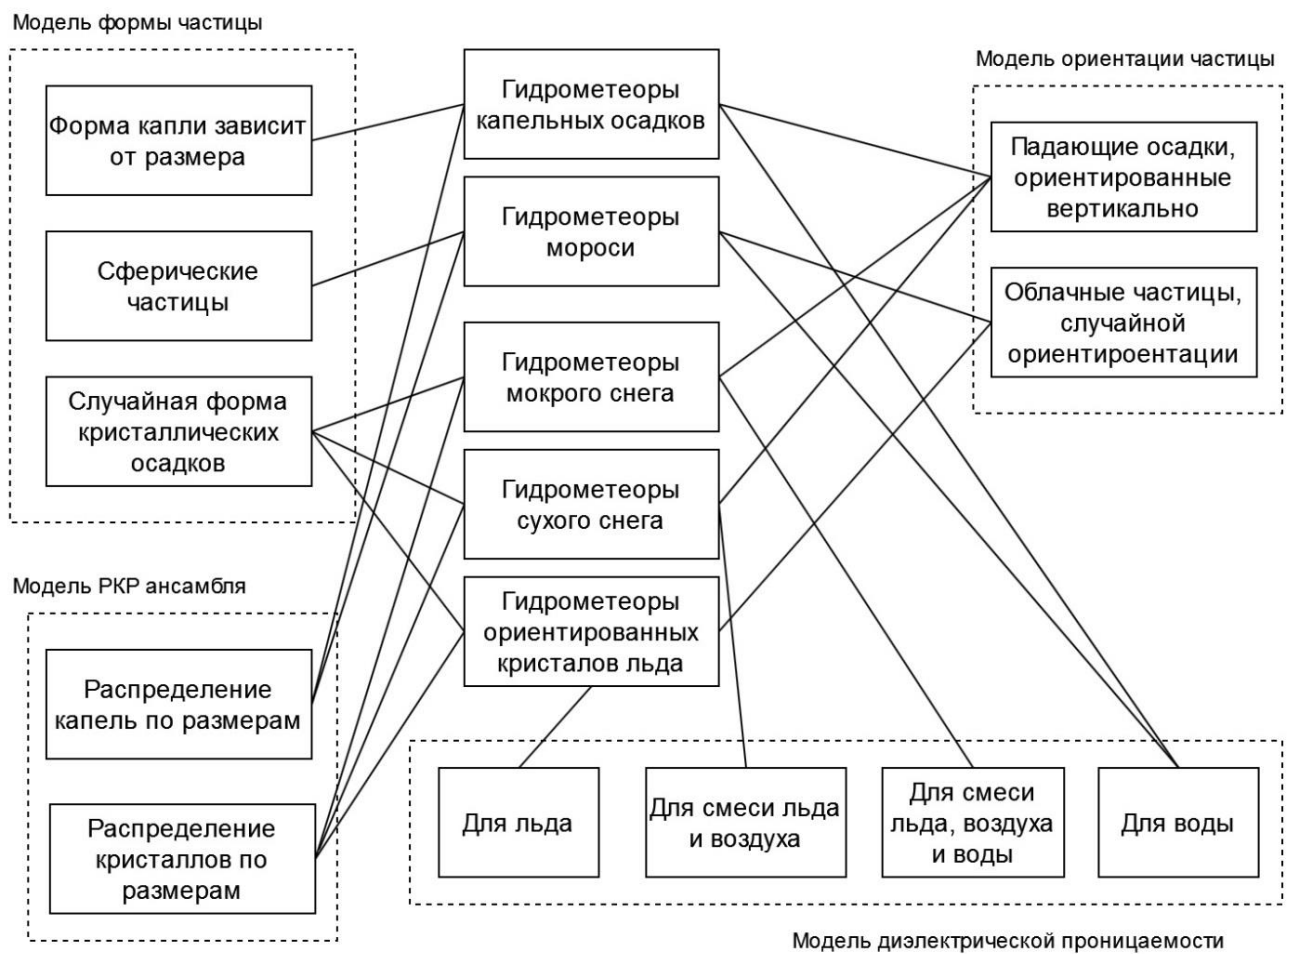 Модель формы частицы
Форма капли зависит
от размера
Сферические
частицы
Случайная форма
кристаллических
осадков
Модель РКР ансамбля
Распределение
капель по размерам
Распределение
кристаллов по
размерам
Гидрометеоры
капельных осадков
Гидрометеоры
мороси
Гидрометеоры
мокрого снега
Гидрометеоры
сухого снега
Гидрометеоры
ориентированных
кристалов льда
Модель ориентации частицы
Падающие осадки,
ориентированные
вертикально
Облачные частицы,
случайной
ориентироентации
Для льда
Для смеси льда
и воздуха
Для смеси
льда, воздуха
и воды
Для воды
Модель диэлектрической проницаемости